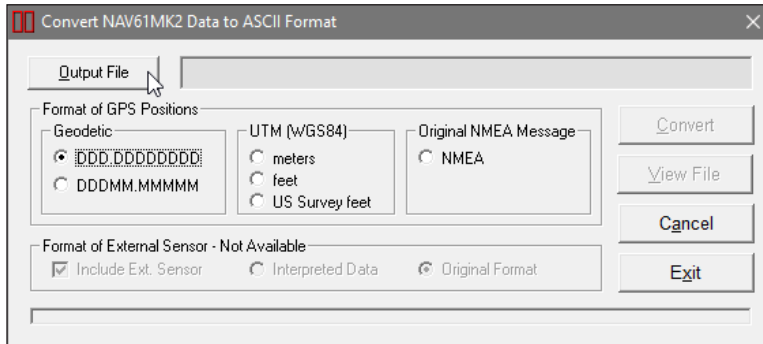 Convert NAV61MK2 Data to ASCII Format
Output File
Format of GPS Positions
Geodetic
DDD.DDDDDDDD
DDDMM.MMMMM
UTM (WGS84)
meters
feet
US Survey feet
Original NMEA Message
NMEA
Convert
View File
Cancel
Exit
Format of External Sensor - Not Available
Include Ext. Sensor
Interpreted Data
Original Format